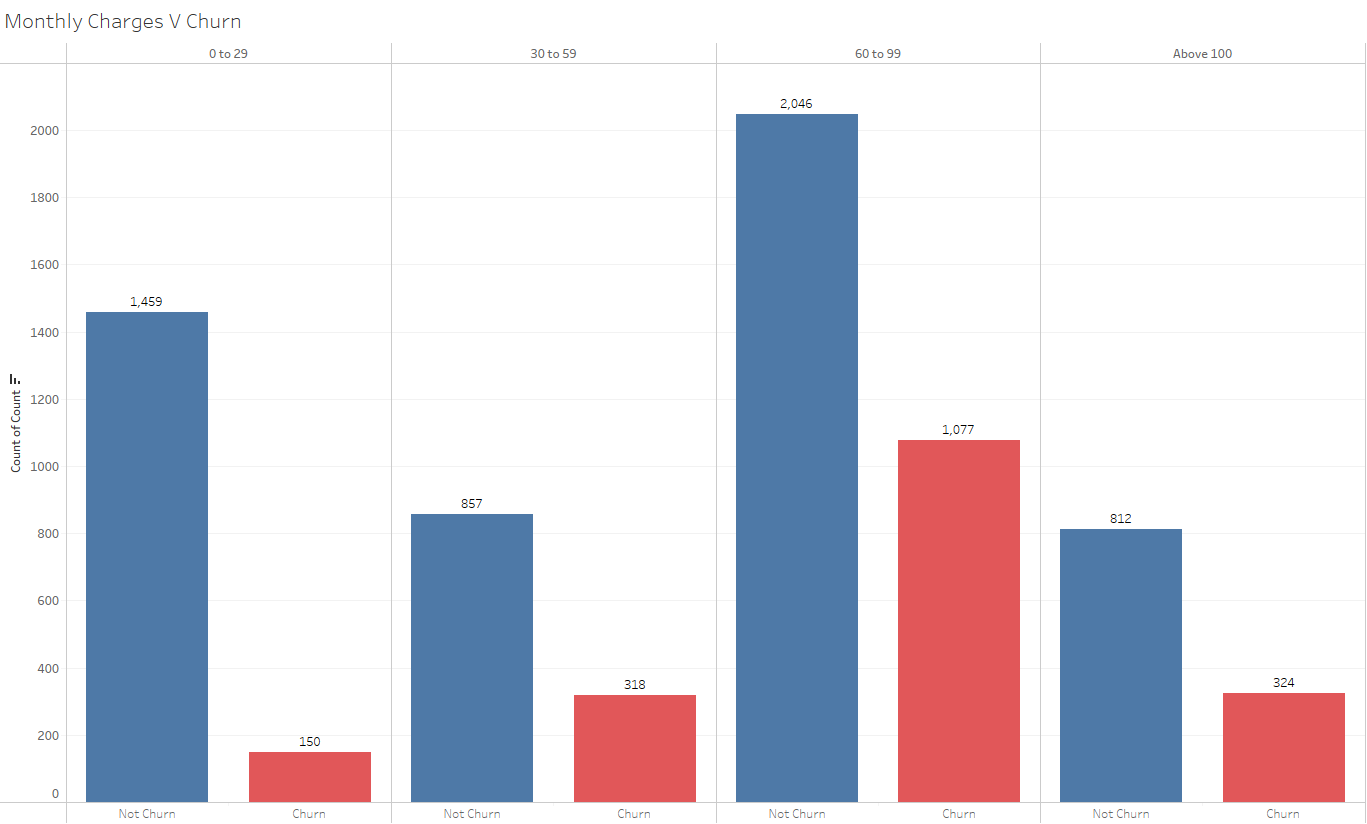 Monthly Charges V Churn
0 to 29
30 to 59
60 to 99
Above 100
Count of Count
2000
1800
1600
1400
1200
1000
800
600
400
200
0
1,459
150
857
318
2,046
1,077
812
324
Not Churn
Churn
Not Churn
Churn
Not Churn
Churn
Not Churn
Churn